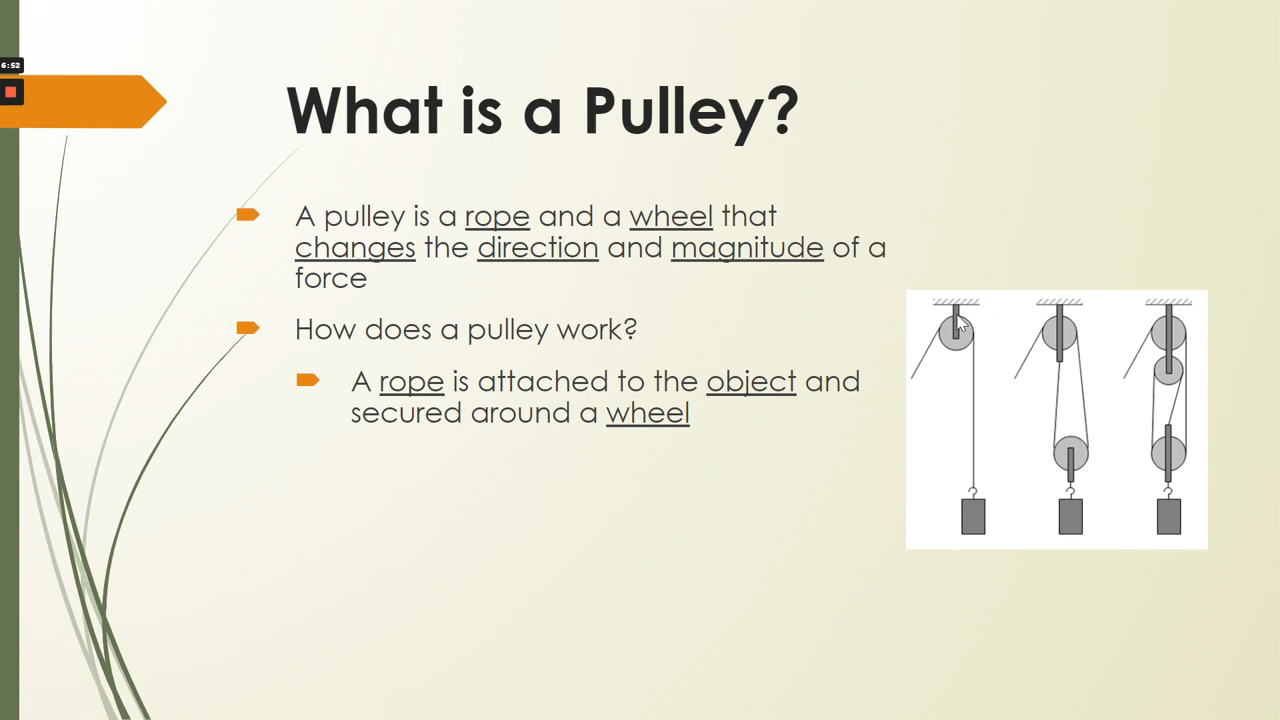 6:52
What is a Pulley?
A pulley is a rope and a wheel that
changes the direction and magnitude of a
force
How does a pulley work?
A rope is attached to the object and
secured around a wheel